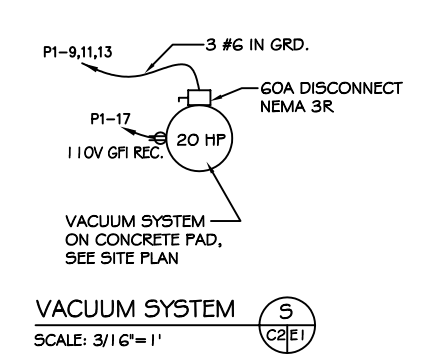 P1-9,11,13
3 #6 IN GRD.
60A DISCONNECT
NEMA 3R
P1-17
110V GFI REC.
20 HP
VACUUM SYSTEM
ON CONCRETE PAD,
SEE SITE PLAN
VACUUM SYSTEM
S
C2 E1
SCALE: 3/16"=1'